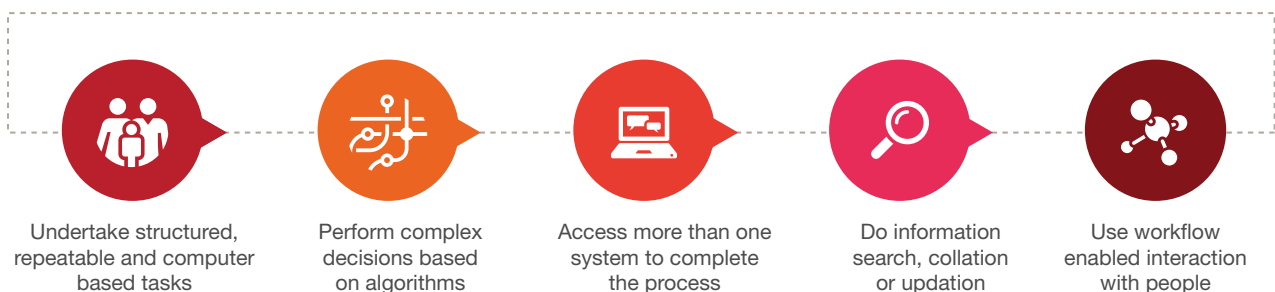 Undertake structured,
repeatable and computer
based tasks
Perform complex
decisions based
on algorithms
Access more than one
system to complete
the process
Do information
search, collation
or updation
Use workflow
enabled interaction
with people